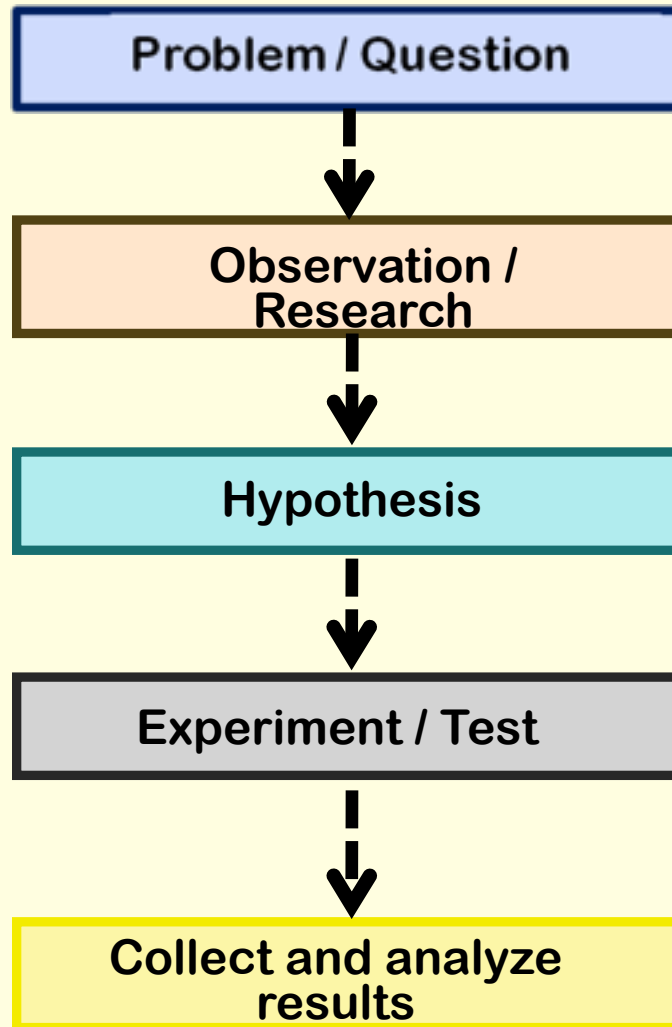 Problem / Question
Observation /
Research
Hypothesis
Experiment / Test
Collect and analyze
results